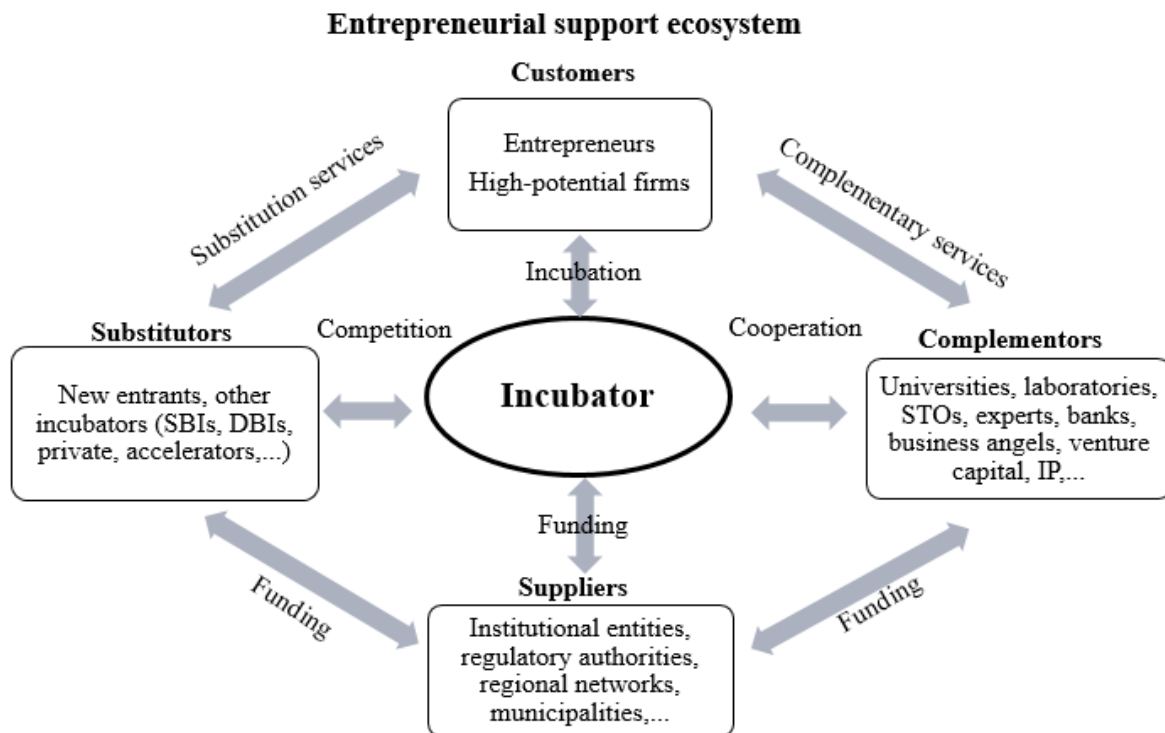 Entrepreneurial support ecosystem
Customers
Entrepreneurs
High-potential firms
Substitution services
Complementary services
Incubation
Substitutors
Competition
Cooperation
Complementors
New entrants, other
incubators (SBIs, DBIs,
private, accelerators,...)
Incubator
Universities, laboratories,
STOs, experts, banks,
business angels, venture
capital, IP,...
Funding
Funding
Funding
Suppliers
Institutional entities,
regulatory authorities,
regional networks,
municipalities,...